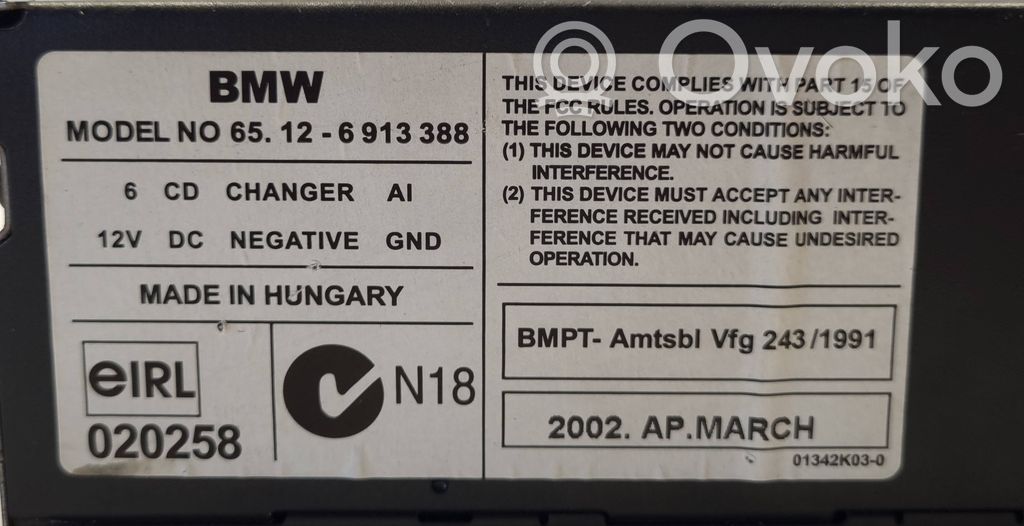 BMW
MODEL NO 65. 12 - 6 913 388
6 CD CHANGER AI
12V DC NEGATIVE GND
MADE IN HUNGARY
eIRL
020258
N18
THIS DEVICE COMPLIES WITH PART 15 OF
THE FCC RULES. OPERATION IS SUBJECT TO
THE FOLLOWING TWO CONDITIONS:
(1) THIS DEVICE MAY NOT CAUSE HARMFUL
INTERFERENCE.
(2) THIS DEVICE MUST ACCEPT ANY INTER-
FERENCE RECEIVED INCLUDING INTER-
FERENCE THAT MAY CAUSE UNDESIRED
OPERATION.
BMPT- Amtsbl Vfg 243/1991
2002. AP.MARCH
01342K03-0
Ovoko